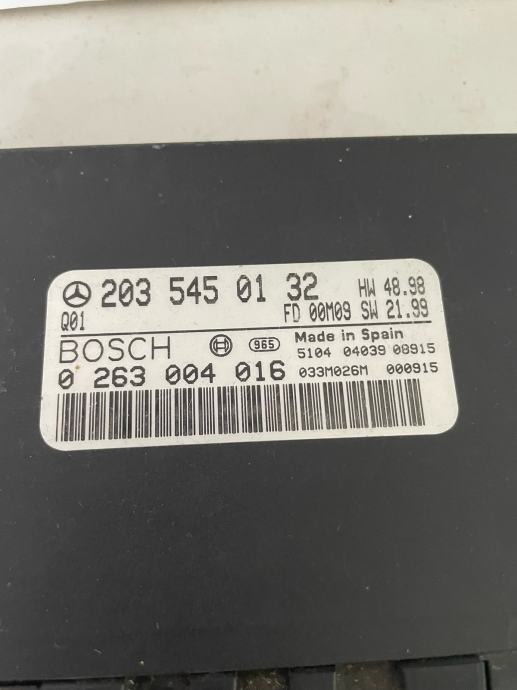 203 545 01 32 HW 48.98
Q01 FD 00M09 SW 21.99
BOSCH 965 Made in Spain
5104 04039 08915
0 263 004 016 033M026M 000915